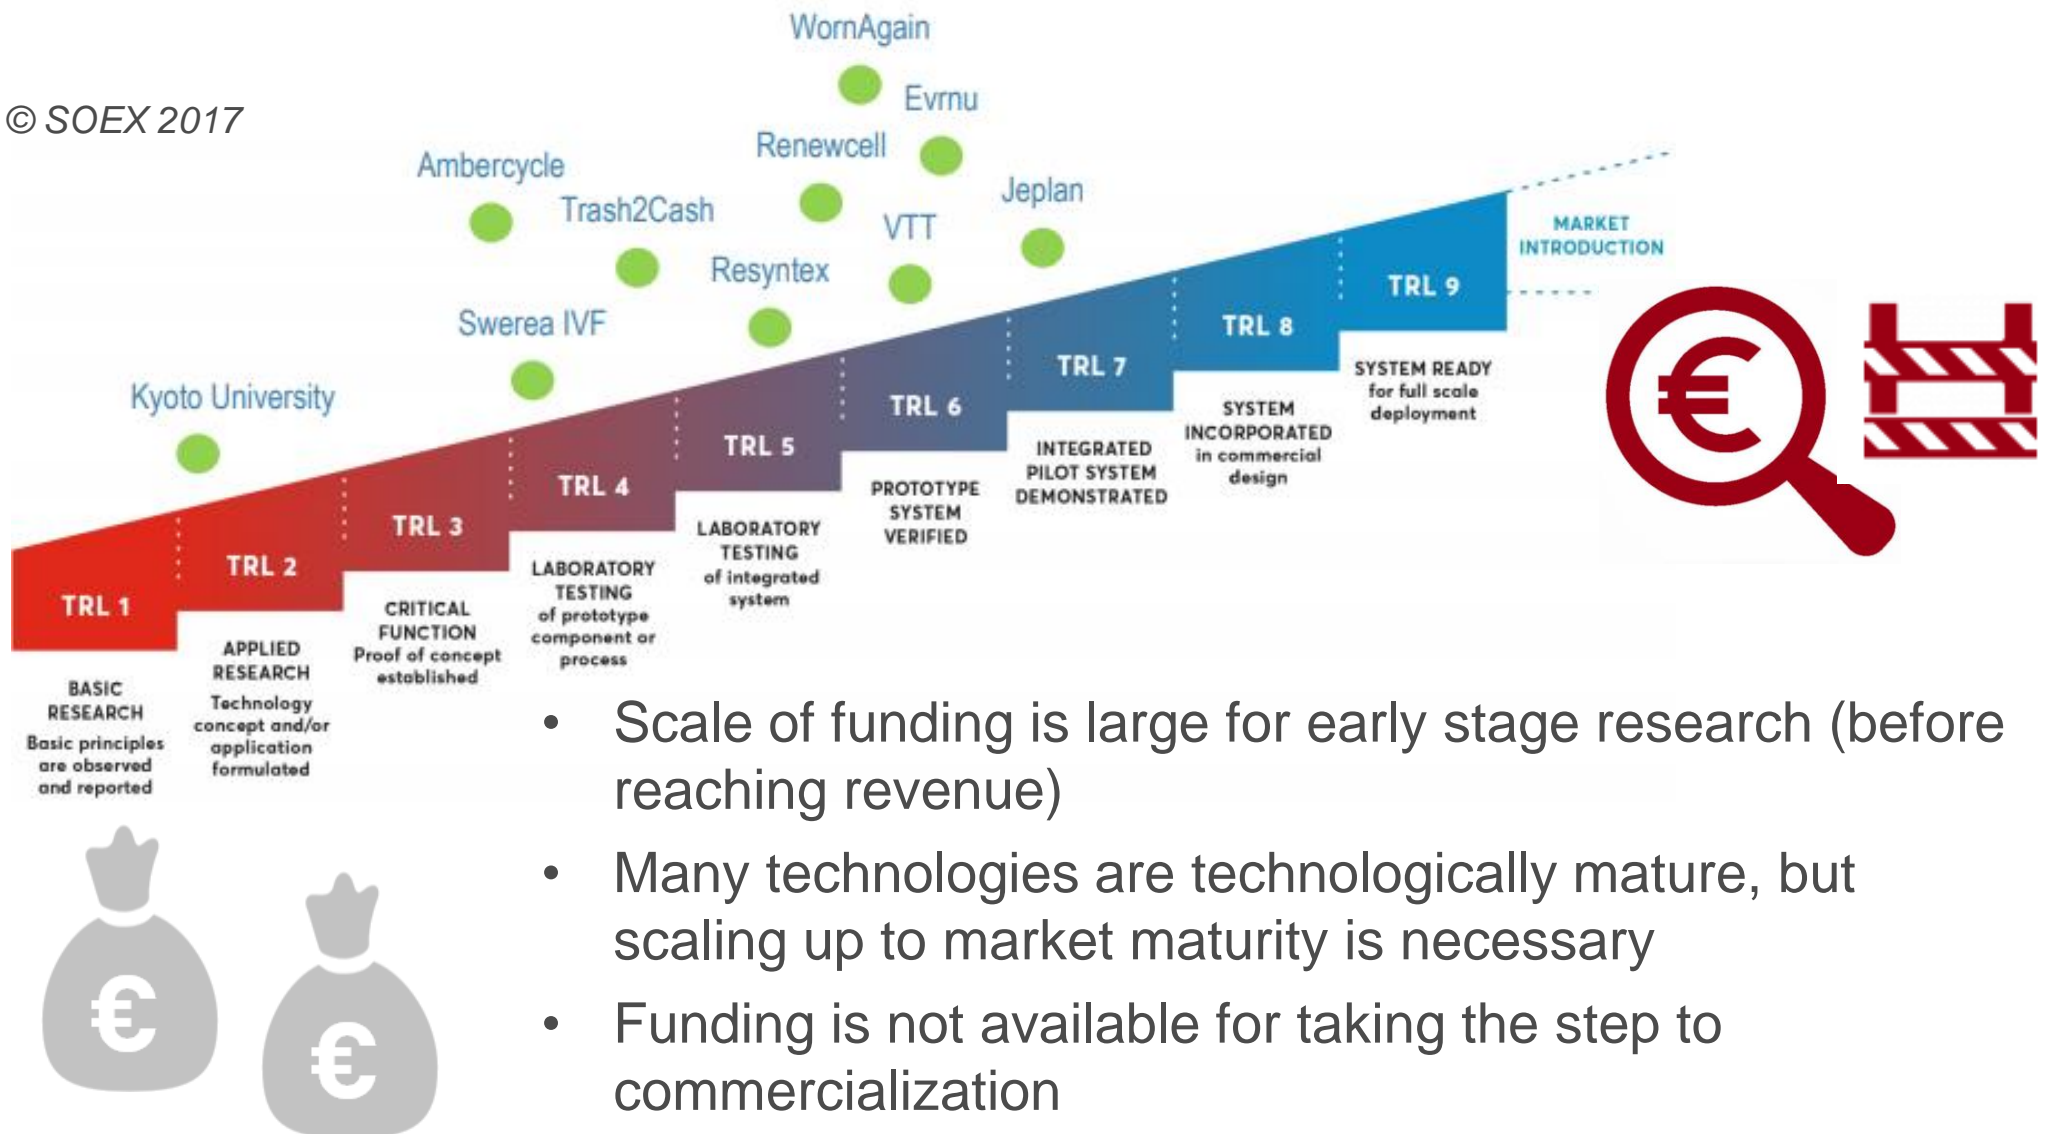 © SOEX 2017
WornAgain
Evrnu
Renewcell
Ambercycle
Trash2Cash
Jeplan
VTT
Resyntex
Swerea IVF
Kyoto University
TRL 1
BASIC
RESEARCH
Basic principles
are observed
and reported
TRL 2
APPLIED
RESEARCH
Technology
concept and/or
application
formulated
TRL 3
CRITICAL
FUNCTION
Proof of concept
established
TRL 4
LABORATORY
TESTING
of prototype
component or
process
TRL 5
LABORATORY
TESTING
of integrated
system
TRL 6
PROTOTYPE
SYSTEM
VERIFIED
TRL 7
INTEGRATED
PILOT SYSTEM
DEMONSTRATED
TRL 8
SYSTEM
INCORPORATED
in commercial
design
TRL 9
SYSTEM READY
for full scale
deployment
MARKET
INTRODUCTION
€
• Scale of funding is large for early stage research (before
reaching revenue)
• Many technologies are technologically mature, but
scaling up to market maturity is necessary
• Funding is not available for taking the step to
commercialization
€
€